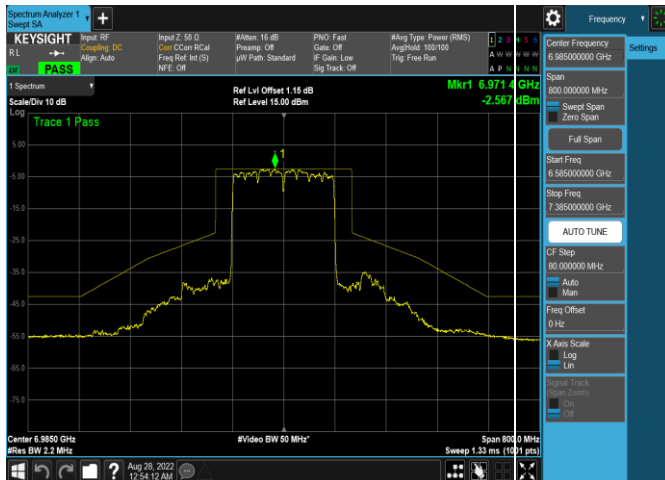 Spectrum Analyzer 1
Swept SA
+
Frequency
Settings
KEYSIGHT
RL
LN
PASS
Input: RF
Coupling: DC
Align: Auto
Input Z: 50 Ω
Corr CCorr RCal
Freq Ref: Int (S)
NFE: Off
#Atten: 16 dB
Preamp: Off
µW Path: Standard
PNO: Fast
Gate: Off
IF Gain: Low
Sig Track: Off
#Avg Type: Power (RMS)
Avg|Hold: 100/100
Trig: Free Run
1 2 3 4 5 6
A W W W W W
A P N N N N
1 Spectrum
Scale/Div 10 dB
Log
Ref Lvl Offset 1.15 dB
Ref Level 15.00 dBm
Mkr1 6.971 4 GHz
-2.567 dBm
Trace 1 Pass
1
5.00
-5.00
-15.0
-25.0
-35.0
-45.0
-55.0
-65.0
-75.0
Center 6.9850 GHz
#Res BW 2.2 MHz
#Video BW 50 MHz*
Span 800.0 MHz
Sweep 1.33 ms (1001 pts)
Aug 28, 2022
12:54:12 AM
?
Center Frequency
6.985000000 GHz
Span
800.000000 MHz
Swept Span
Zero Span
Full Span
Start Freq
6.585000000 GHz
Stop Freq
7.385000000 GHz
AUTO TUNE
CF Step
80.000000 MHz
Auto
Man
Freq Offset
0 Hz
X Axis Scale
Log
Lin
Signal Track
(Span Zoom)
On
Off